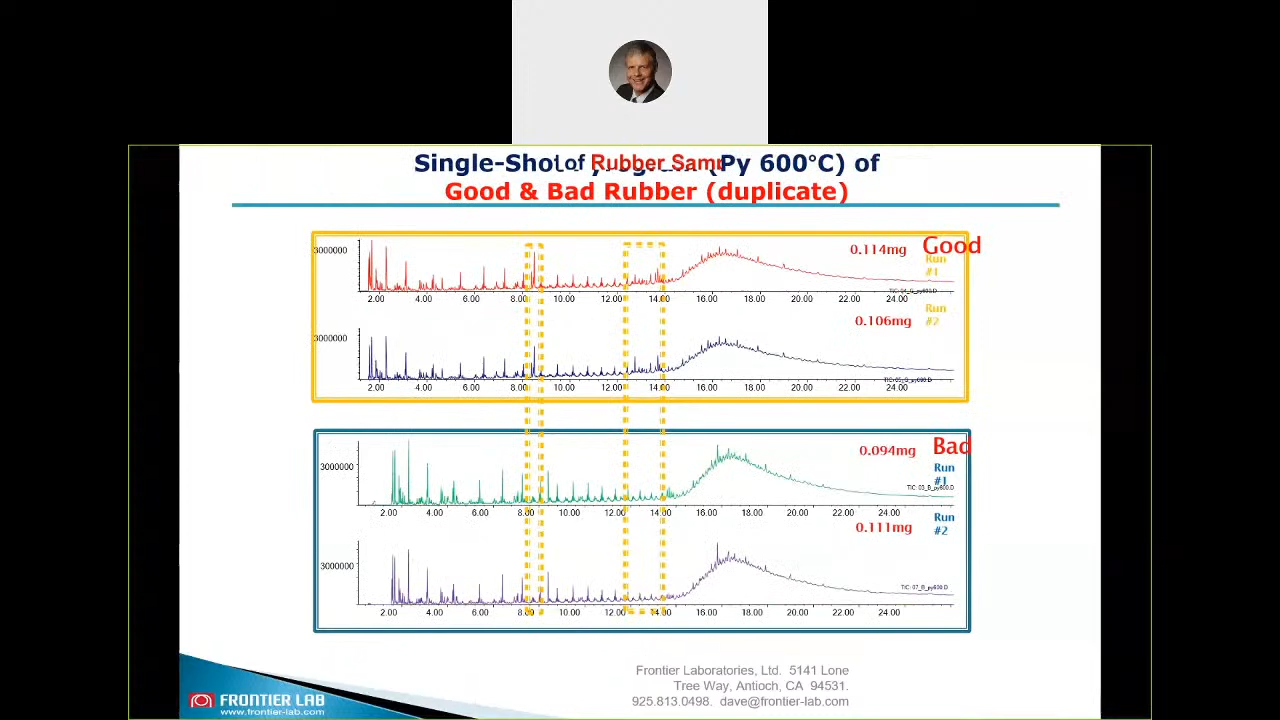 Single-Shot of Rubber Sam (Py 600°C) of
Good & Bad Rubber (duplicate)
3000000
0.114mg
Good
Run
#1
2.00 4.00 6.00 8.00 10.00 12.00 14.00 16.00 18.00 20.00 22.00 24.00
Run
#2
0.106mg
3000000
2.00 4.00 6.00 8.00 10.00 12.00 14.00 16.00 18.00 20.00 22.00 24.00
0.094mg
Bad
3000000
Run
#1
TIC: 03_B_py600.D
2.00 4.00 6.00 8.00 10.00 12.00 14.00 16.00 18.00 20.00 22.00 24.00
0.111mg
Run
#2
3000000
TIC: 07_B_py600.D
2.00 4.00 6.00 8.00 10.00 12.00 14.00 16.00 18.00 20.00 22.00 24.00
Frontier Laboratories, Ltd. 5141 Lone
Tree Way, Antioch, CA 94531.
925.813.0498. dave@frontier-lab.com
FRONTIER LAB
www.frontier-lab.com